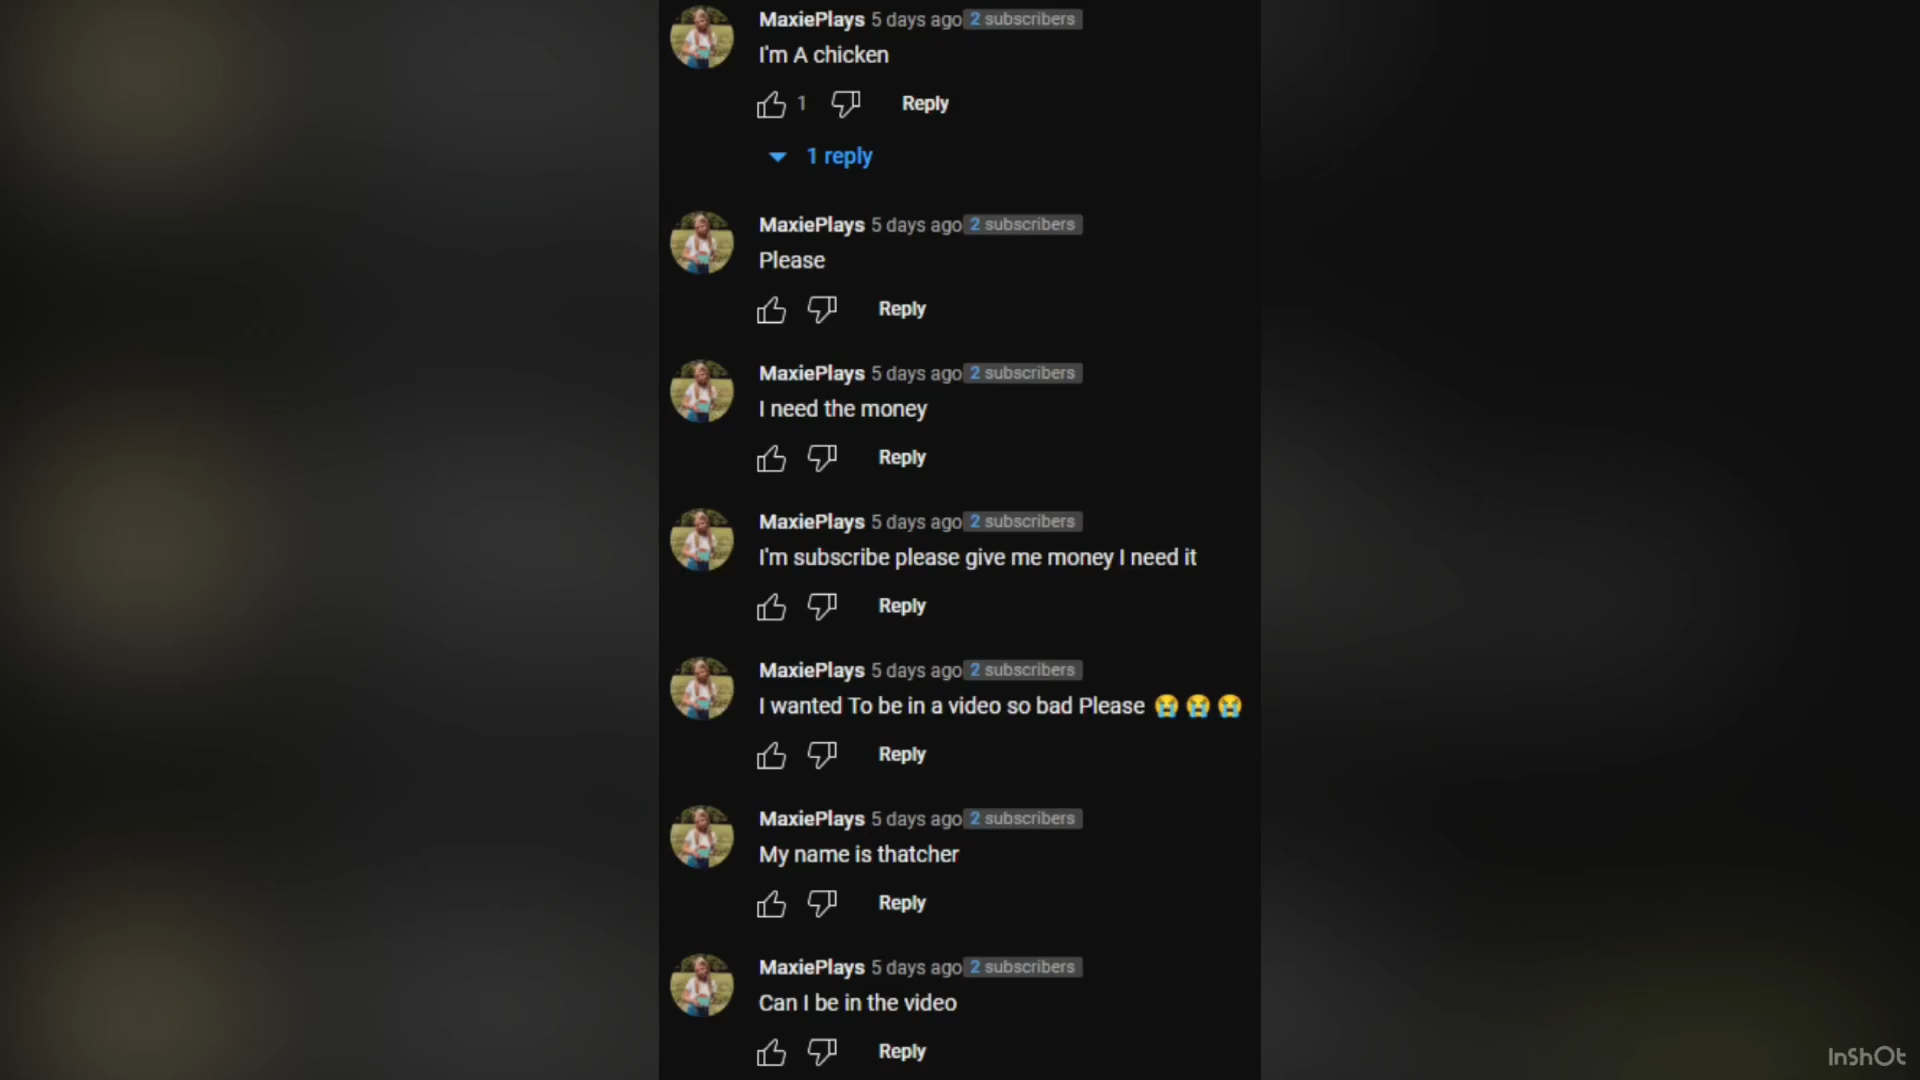 MaxiePlays 5 days ago 2 subscribers
I'm A chicken
1 Reply
1 reply
MaxiePlays 5 days ago 2 subscribers
Please
Reply
MaxiePlays 5 days ago 2 subscribers
I need the money
Reply
MaxiePlays 5 days ago 2 subscribers
I'm subscribe please give me money I need it
Reply
MaxiePlays 5 days ago 2 subscribers
I wanted To be in a video so bad Please 😭 😭 😭
Reply
MaxiePlays 5 days ago 2 subscribers
My name is thatcher
Reply
MaxiePlays 5 days ago 2 subscribers
Can I be in the video
Reply
InShOt